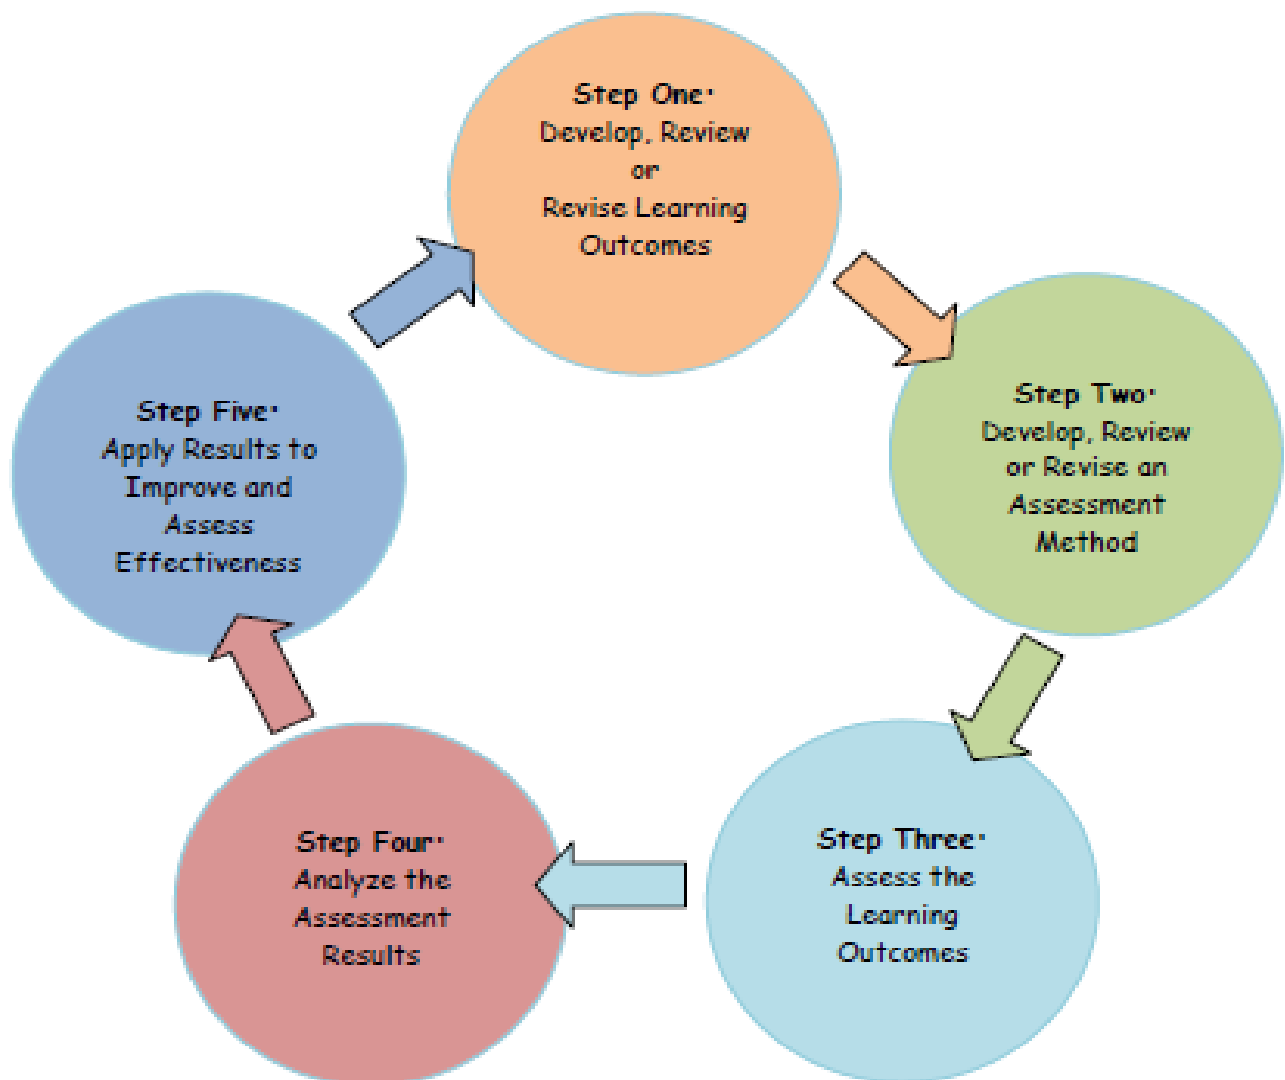 Step One:
Develop, Review
or
Revise Learning
Outcomes
Step Two:
Develop, Review
or Revise an
Assessment
Method
Step Three:
Assess the
Learning
Outcomes
Step Four:
Analyze the
Assessment
Results
Step Five:
Apply Results to
Improve and
Assess
Effectiveness